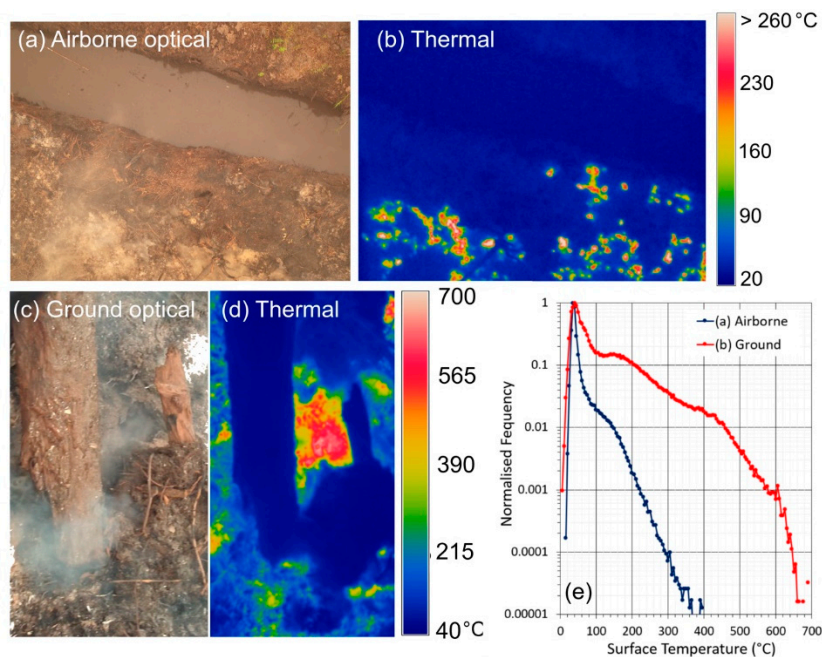 (a) Airborne optical
(b) Thermal
> 260 °C
230
160
90
20
(c) Ground optical
(d) Thermal
700
565
390
215
40 °C
1
0.1
0.01
0.001
0.0001
0.00001
Normalised Fequency
(a) Airborne
(b) Ground
(e)
0 100 200 300 400 500 600 700
Surface Temperature (°C)